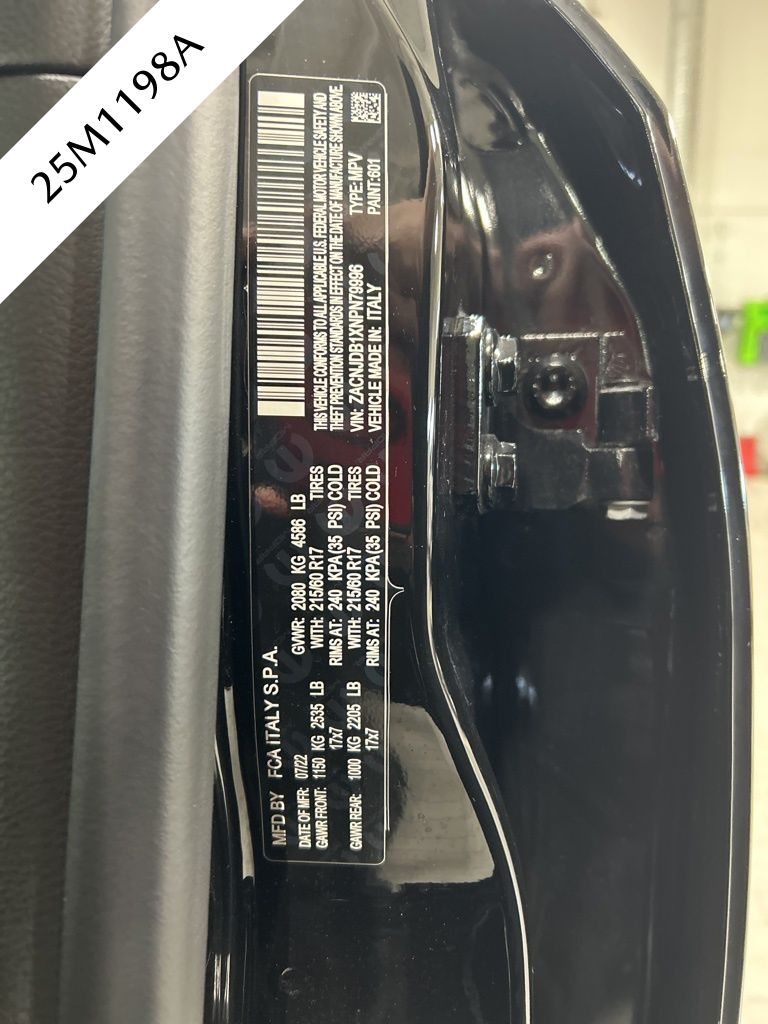 25M1198A
MFD BY FCA ITALY S.P.A.
DATE OF MFR: 07/22 GVWR: 2080 KG 4586 LB
GAWR FRONT: 1150 KG 2535 LB WITH: 215/60 R17 TIRES
17x7 RIMS AT: 240 KPA(35 PSI) COLD
GAWR REAR: 1000 KG 2205 LB WITH: 215/60 R17 TIRES
17x7 RIMS AT: 240 KPA(35 PSI) COLD
THIS VEHICLE CONFORMS TO ALL APPLICABLE U.S. FEDERAL MOTOR VEHICLE SAFETY AND
THEFT PREVENTION STANDARDS IN EFFECT ON THE DATE OF MANUFACTURE SHOWN ABOVE.
VIN: ZACNJDB1XNPN79996 TYPE: MPV
VEHICLE MADE IN: ITALY PAINT:601